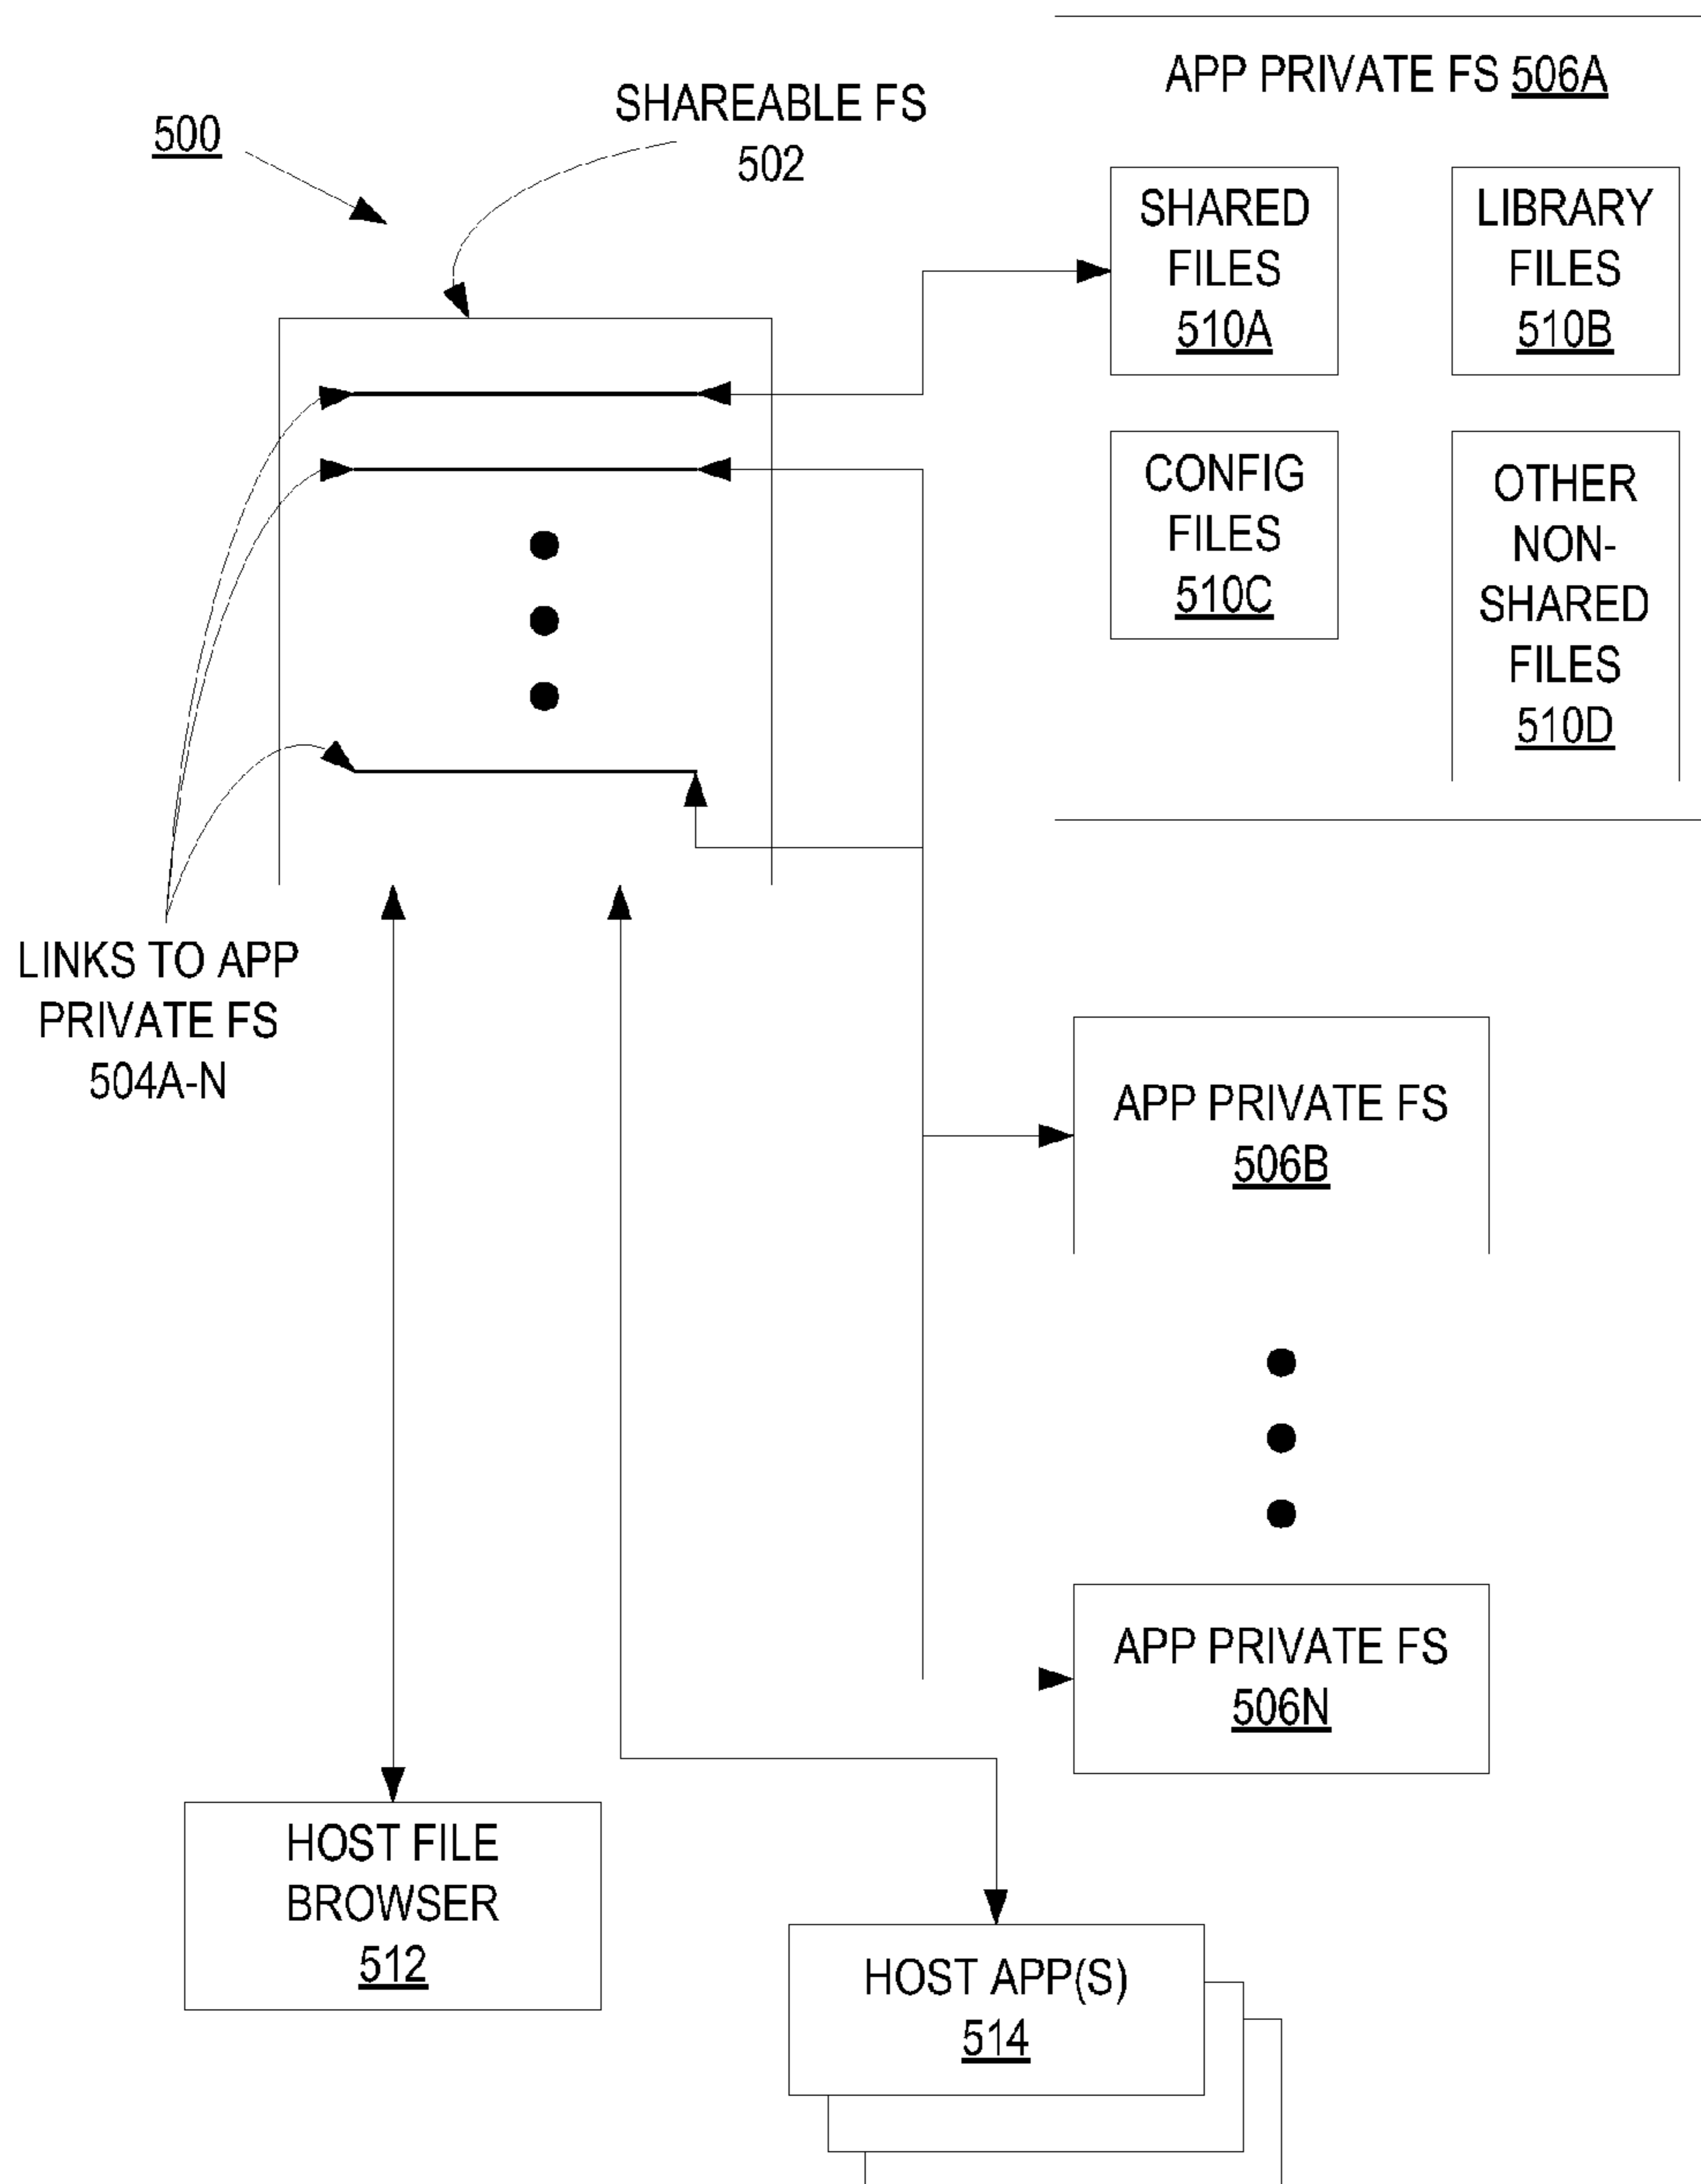 500
SHAREABLE FS
502
APP PRIVATE FS 506A
SHARED
FILES
510A
LIBRARY
FILES
510B
CONFIG
FILES
510C
OTHER
NON-
SHARED
FILES
510D
LINKS TO APP
PRIVATE FS
504A-N
APP PRIVATE FS
506B
APP PRIVATE FS
506N
HOST FILE
BROWSER
512
HOST APP(S)
514